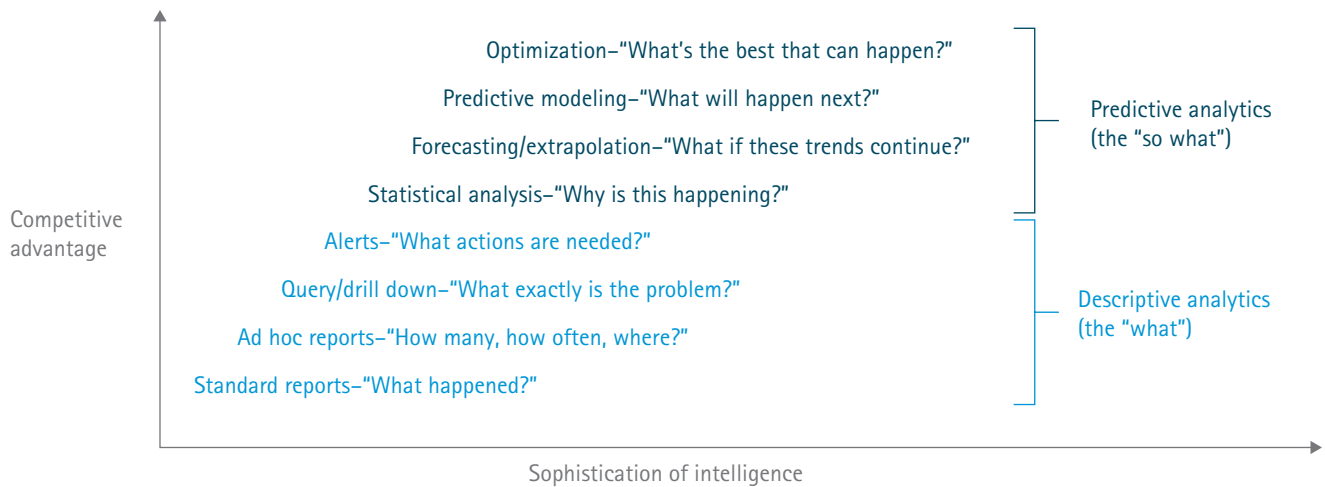 Optimization–“What’s the best that can happen?”
Predictive modeling–“What will happen next?”
Forecasting/extrapolation–“What if these trends continue?”
Statistical analysis–“Why is this happening?”
Predictive analytics
(the “so what”)
Competitive
advantage
Alerts–“What actions are needed?”
Query/drill down–“What exactly is the problem?”
Ad hoc reports–“How many, how often, where?”
Standard reports–“What happened?”
Descriptive analytics
(the “what”)
Sophistication of intelligence